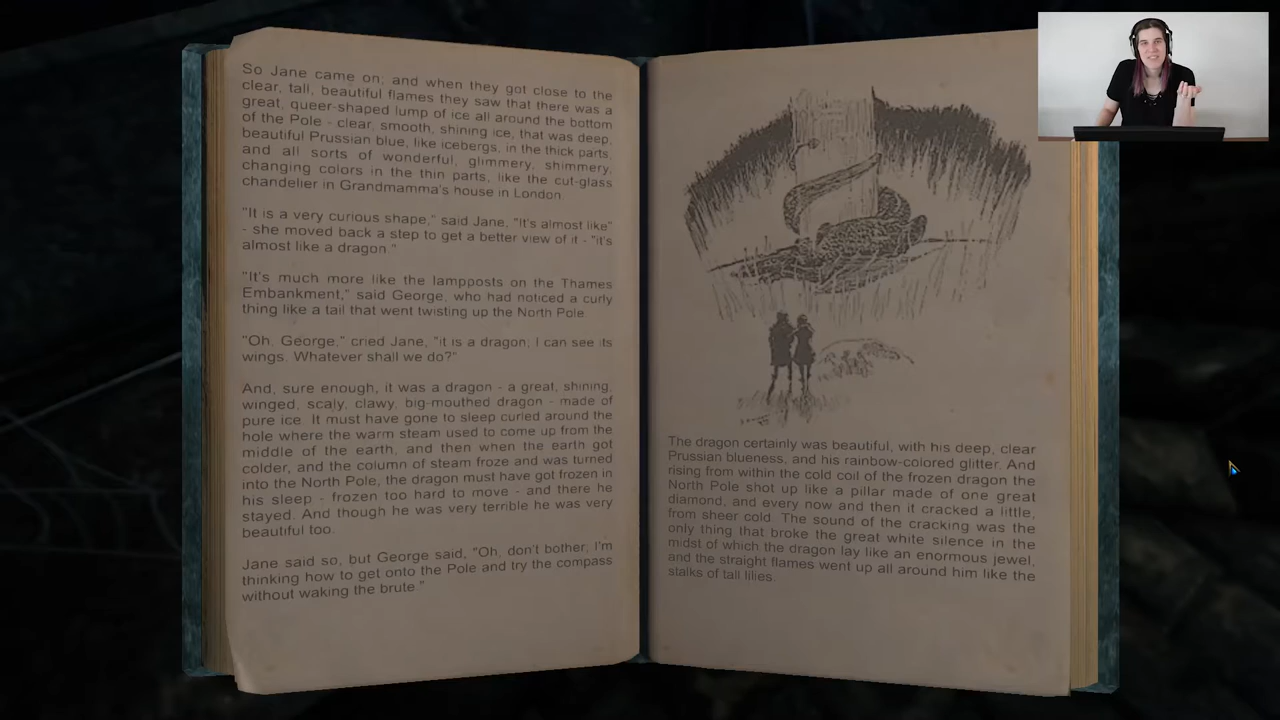 So Jane came on; and when they got close to the
clear, tall, beautiful flames they saw that there was a
great, queer-shaped lump of ice all around the bottom
of the Pole - clear, smooth, shining ice, that was deep,
beautiful Prussian blue, like icebergs, in the thick parts,
and all sorts of wonderful, glimmery, shimmery,
changing colors in the thin parts, like the cut-glass
chandelier in Grandmamma's house in London.
"It is a very curious shape," said Jane, "It's almost like"
- she moved back a step to get a better view of it - "it's
almost like a dragon."
"It's much more like the lampposts on the Thames
Embankment," said George, who had noticed a curly
thing like a tail that went twisting up the North Pole.
"Oh, George," cried Jane, "it is a dragon; I can see its
wings. Whatever shall we do?"
And, sure enough, it was a dragon - a great, shining,
winged, scaly, clawy, big-mouthed dragon - made of
pure ice. It must have gone to sleep curled around the
hole where the warm steam used to come up from the
middle of the earth, and then when the earth got
colder, and the column of steam froze and was turned
into the North Pole, the dragon must have got frozen in
his sleep - frozen too hard to move - and there he
stayed. And though he was very terrible he was very
beautiful too.
Jane said so, but George said, "Oh, don't bother; I'm
thinking how to get onto the Pole and try the compass
without waking the brute."
The dragon certainly was beautiful, with his deep, clear
Prussian blueness, and his rainbow-colored glitter. And
rising from within the cold coil of the frozen dragon the
North Pole shot up like a pillar made of one great
diamond, and every now and then it cracked a little,
from sheer cold. The sound of the cracking was the
only thing that broke the great white silence in the
midst of which the dragon lay like an enormous jewel,
and the straight flames went up all around him like the
stalks of tall lilies.